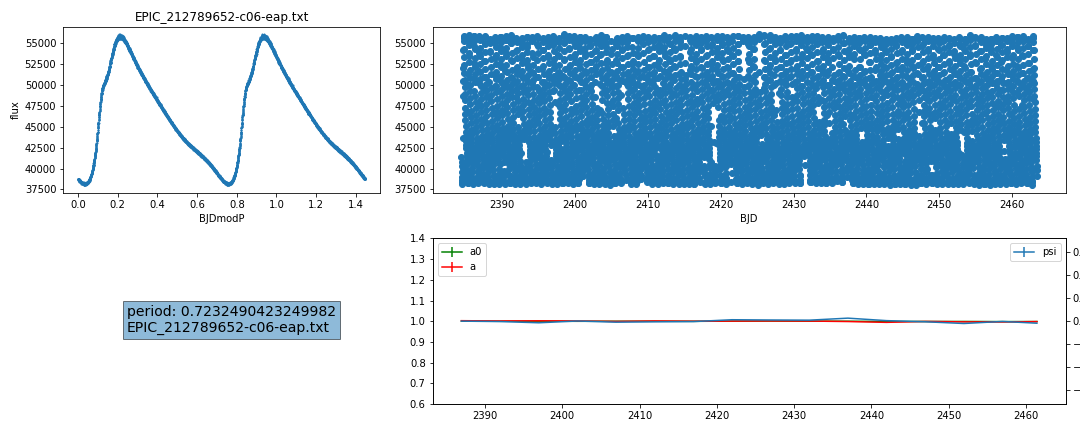 EPIC_212789652-c06-eap.txt
flux
55000
52500
50000
47500
45000
42500
40000
37500
0.0 0.2 0.4 0.6 0.8 1.0 1.2 1.4
BJDmodP
55000
52500
50000
47500
45000
42500
40000
37500
2390 2400 2410 2420 2430 2440 2450 2460
BJD
period: 0.7232490423249982
EPIC_212789652-c06-eap.txt
1.4
1.3
1.2
1.1
1.0
0.9
0.8
0.7
0.6
a0
a
psi
2390 2400 2410 2420 2430 2440 2450 2460